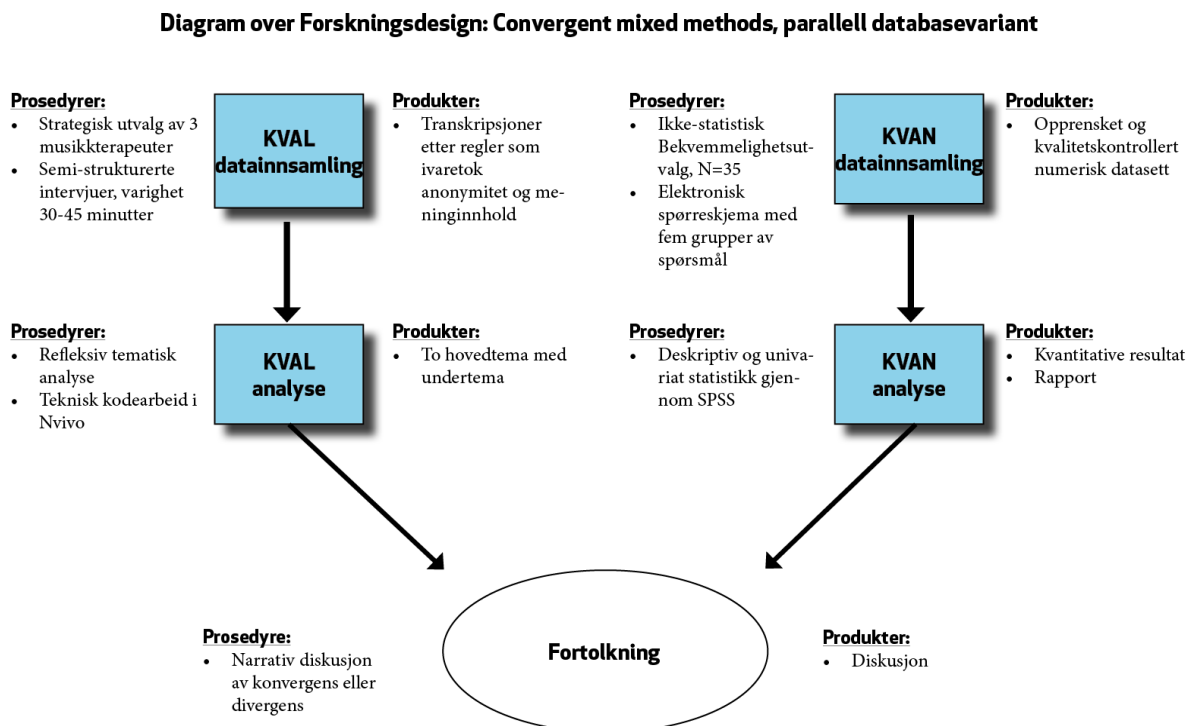 Diagram over Forskningsdesign: Convergent mixed methods, parallell databasevariant
Prosedyrer:
• Strategisk utvalg av 3
musikkterapeuter
• Semi-strukturerte
intervjuer, varighet
30-45 minutter
KVAL
datainnsamling
Produkter:
• Transkripsjoner
etter regler som
ivaretok
anonymitet og me-
ninginnhold
Prosedyrer:
• Ikke-statistisk
Bekvemmelighetsut-
valg, N=35
• Elektronisk
spørreskjema med
fem grupper av
spørsmål
KVAN
datainnsamling
Produkter:
• Opprensket og
kvalitetskontrollert
numerisk datasett
Prosedyrer:
• Refleksiv tematisk
analyse
• Teknisk kodearbeid i
Nvivo
KVAL
analyse
Produkter:
• To hovedtema med
undertema
Prosedyrer:
• Deskriptiv og univa-
riat statistikk gjen-
nom SPSS
KVAN
analyse
Produkter:
• Kvantitative resultat
• Rapport
Prosedyre:
• Narrativ diskusjon
av konvergens eller
divergens
Fortolkning
Produkter:
• Diskusjon